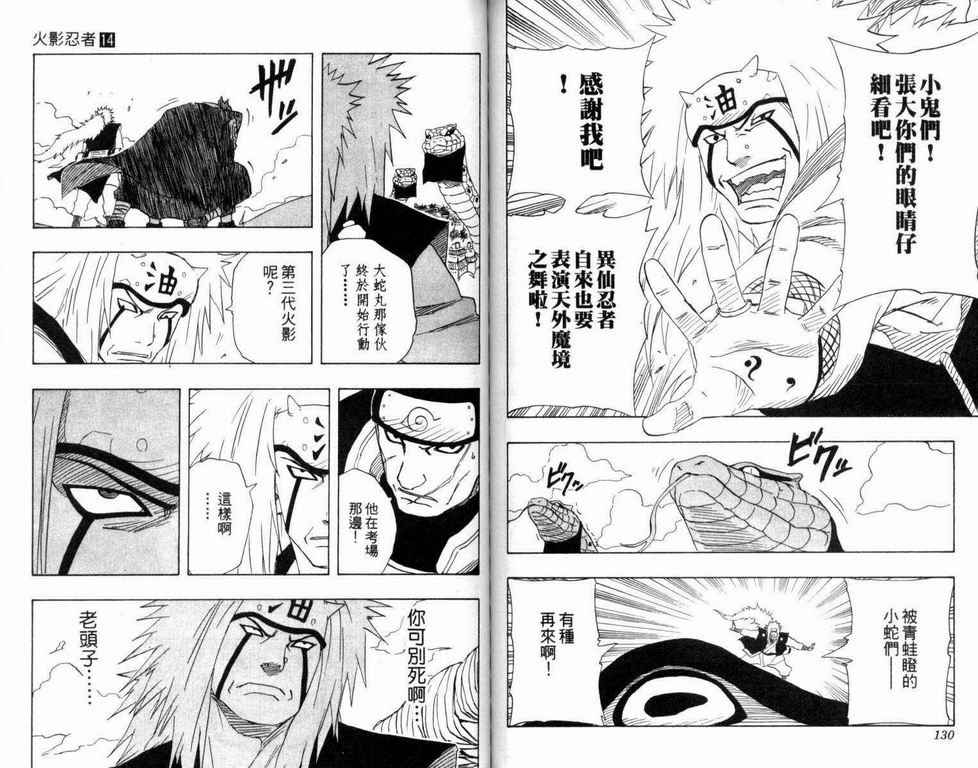 小鬼們！
張大你們的眼睛仔
細看吧！
感謝我吧
！
異仙忍者
自來也要
表演天外魔境
之舞啦！
油
ビクッ
ビクッ
被青蛙瞪的
小蛇們──
有種
再來啊！
130
火影忍者14
大蛇丸那傢伙
終於開始行動
了……
第三代火影
呢？
油
他在考場
那邊！
……
這樣啊
你可別死啊…
老頭子……
油